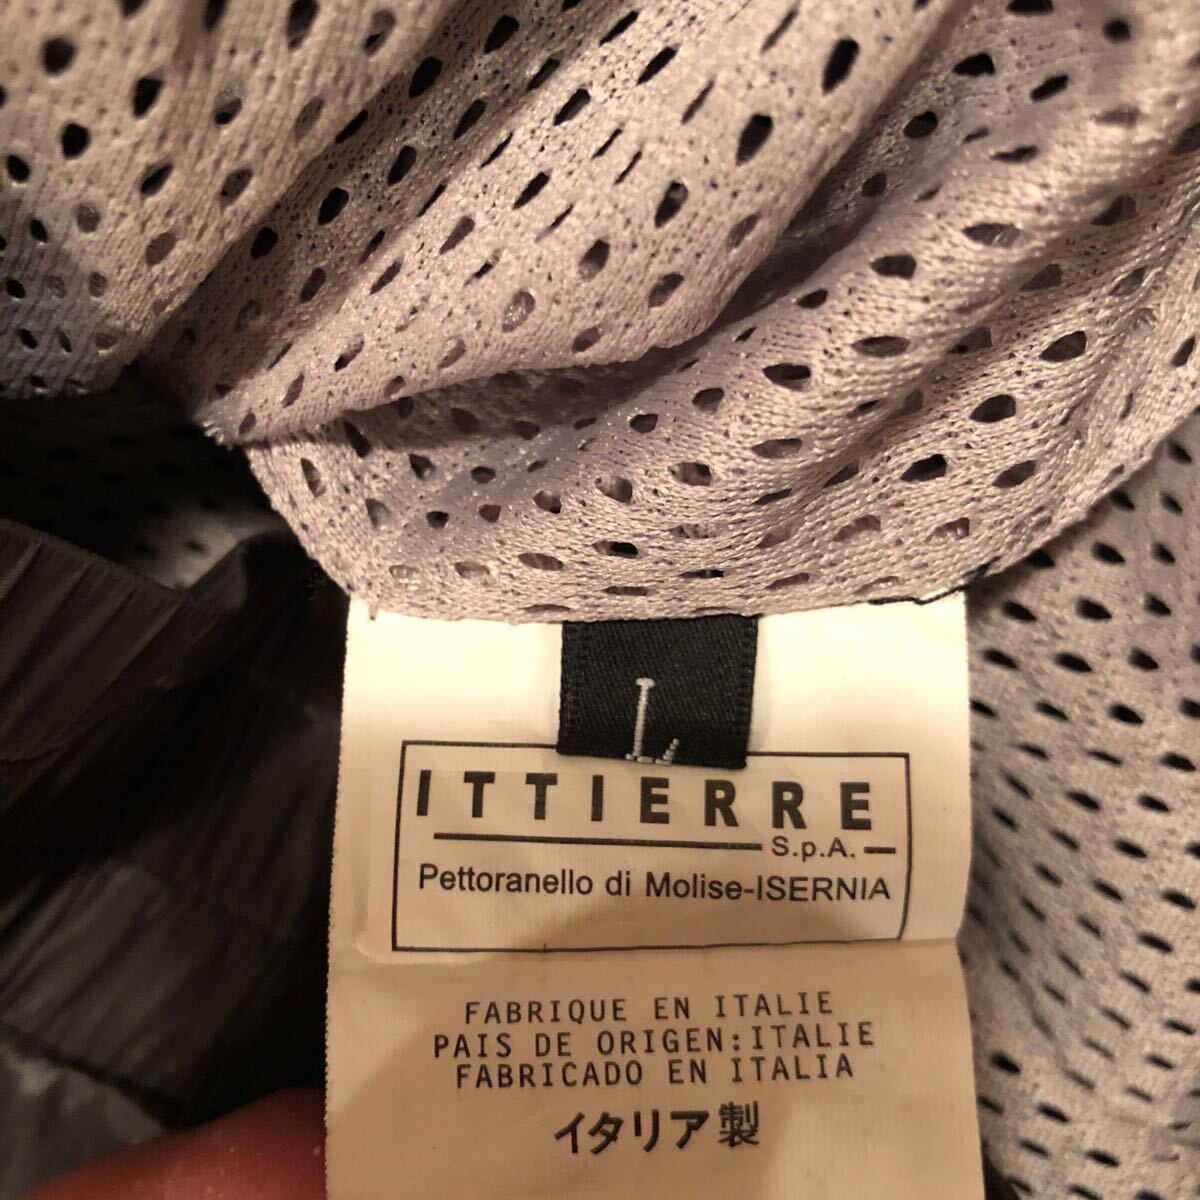 L
ITTIERRE
S.p.A.
Pettoranello di Molise-ISERNIA
FABRIQUE EN ITALIE
PAIS DE ORIGEN:ITALIE
FABRICADO EN ITALIA
イタリア製